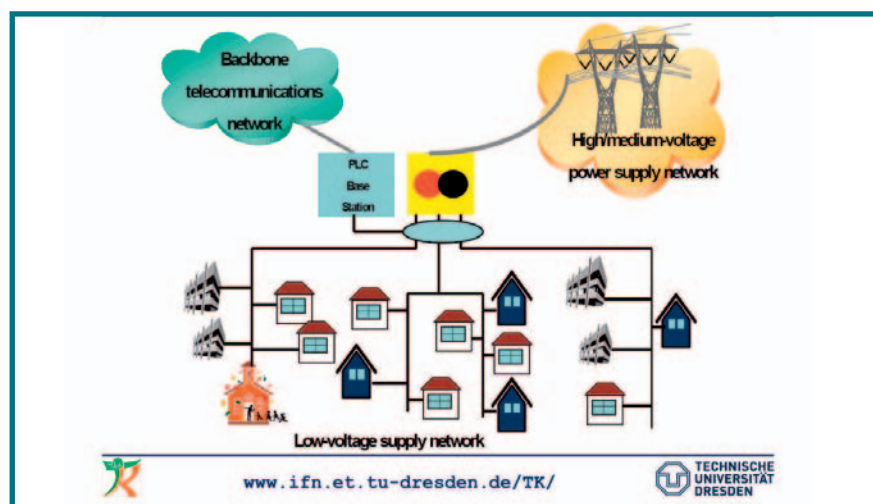 Backbone
telecommunications
network
High/medium-voltage
power supply network
PLC
Base
Station
Low-voltage supply network
www.ifn.et.tu-dresden.de/TK/
TECHNISCHE
UNIVERSITÄT
DRESDEN